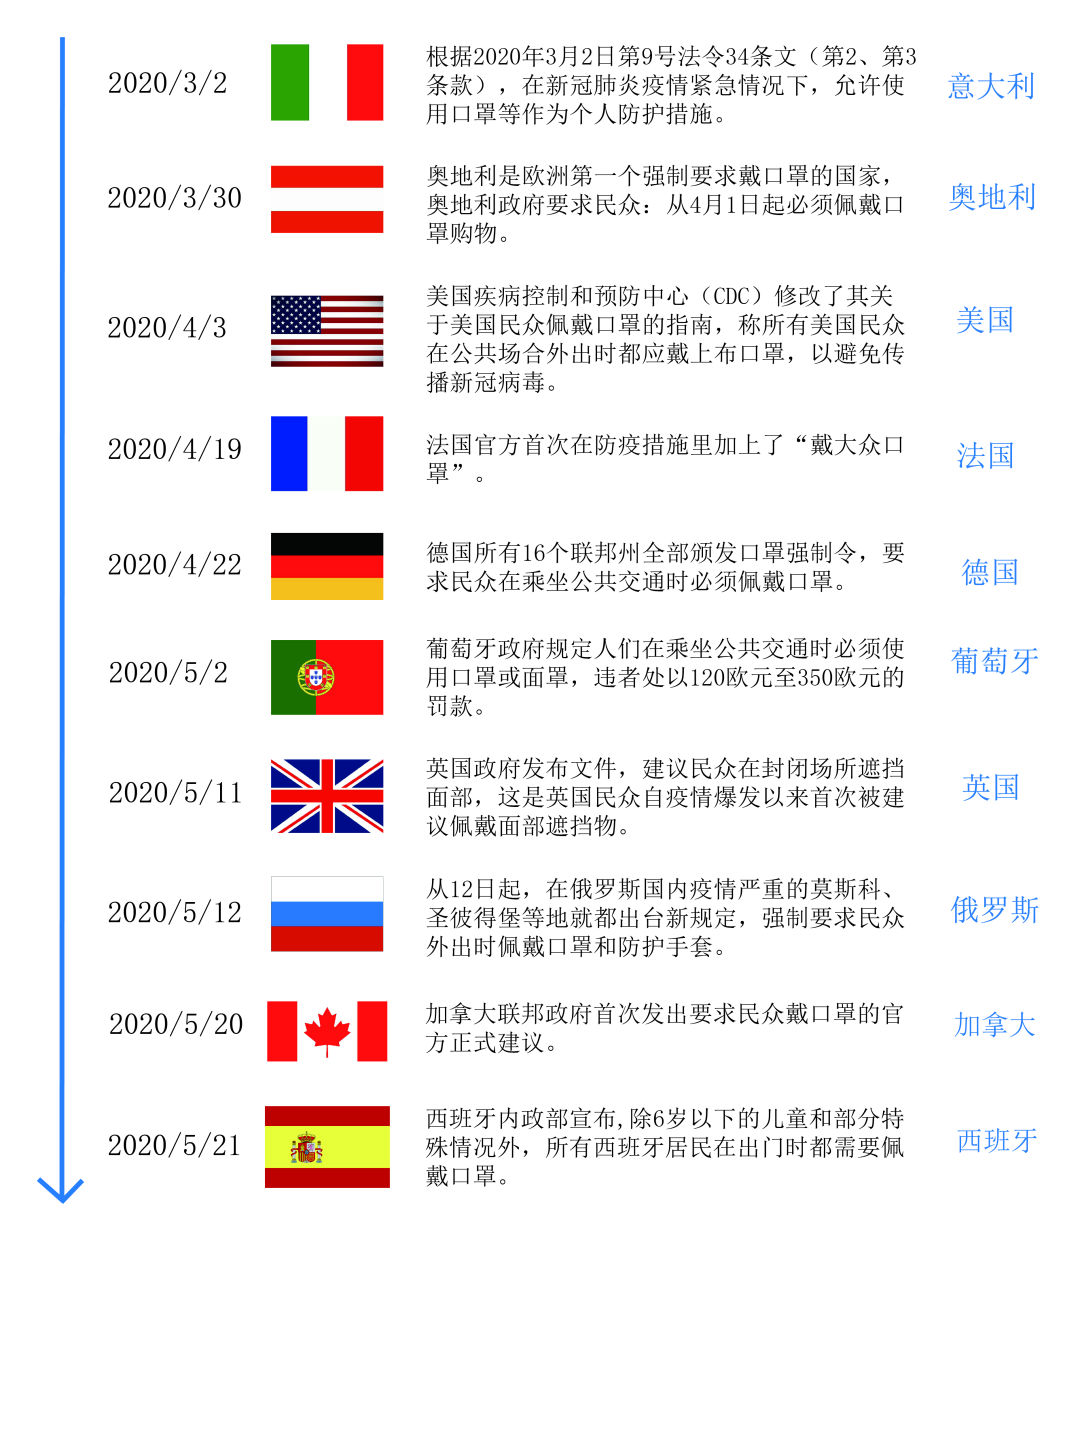 2020/3/2
根据2020年3月2日第9号法令34条文（第2、第3
条款），在新冠肺炎疫情紧急情况下，允许使
用口罩等作为个人防护措施。
意大利
2020/3/30
奥地利是欧洲第一个强制要求戴口罩的国家，
奥地利政府要求民众：从4月1日起必须佩戴口
罩购物。
奥地利
2020/4/3
美国疾病控制和预防中心（CDC）修改了其关
于美国民众佩戴口罩的指南，称所有美国民众
在公共场合外出时都应戴上布口罩，以避免传
播新冠病毒。
美国
2020/4/19
法国官方首次在防疫措施里加上了“戴大众口
罩”。
法国
2020/4/22
德国所有16个联邦州全部颁发口罩强制令，要
求民众在乘坐公共交通时必须佩戴口罩。
德国
2020/5/2
葡萄牙政府规定人们在乘坐公共交通时必须使
用口罩或面罩，违者处以120欧元至350欧元的
罚款。
葡萄牙
2020/5/11
英国政府发布文件，建议民众在封闭场所遮挡
面部，这是英国民众自疫情爆发以来首次被建
议佩戴面部遮挡物。
英国
2020/5/12
从12日起，在俄罗斯国内疫情严重的莫斯科、
圣彼得堡等地就都出台新规定，强制要求民众
外出时佩戴口罩和防护手套。
俄罗斯
2020/5/20
加拿大联邦政府首次发出要求民众戴口罩的官
方正式建议。
加拿大
2020/5/21
西班牙内政部宣布,除6岁以下的儿童和部分特
殊情况外，所有西班牙居民在出门时都需要佩
戴口罩。
西班牙